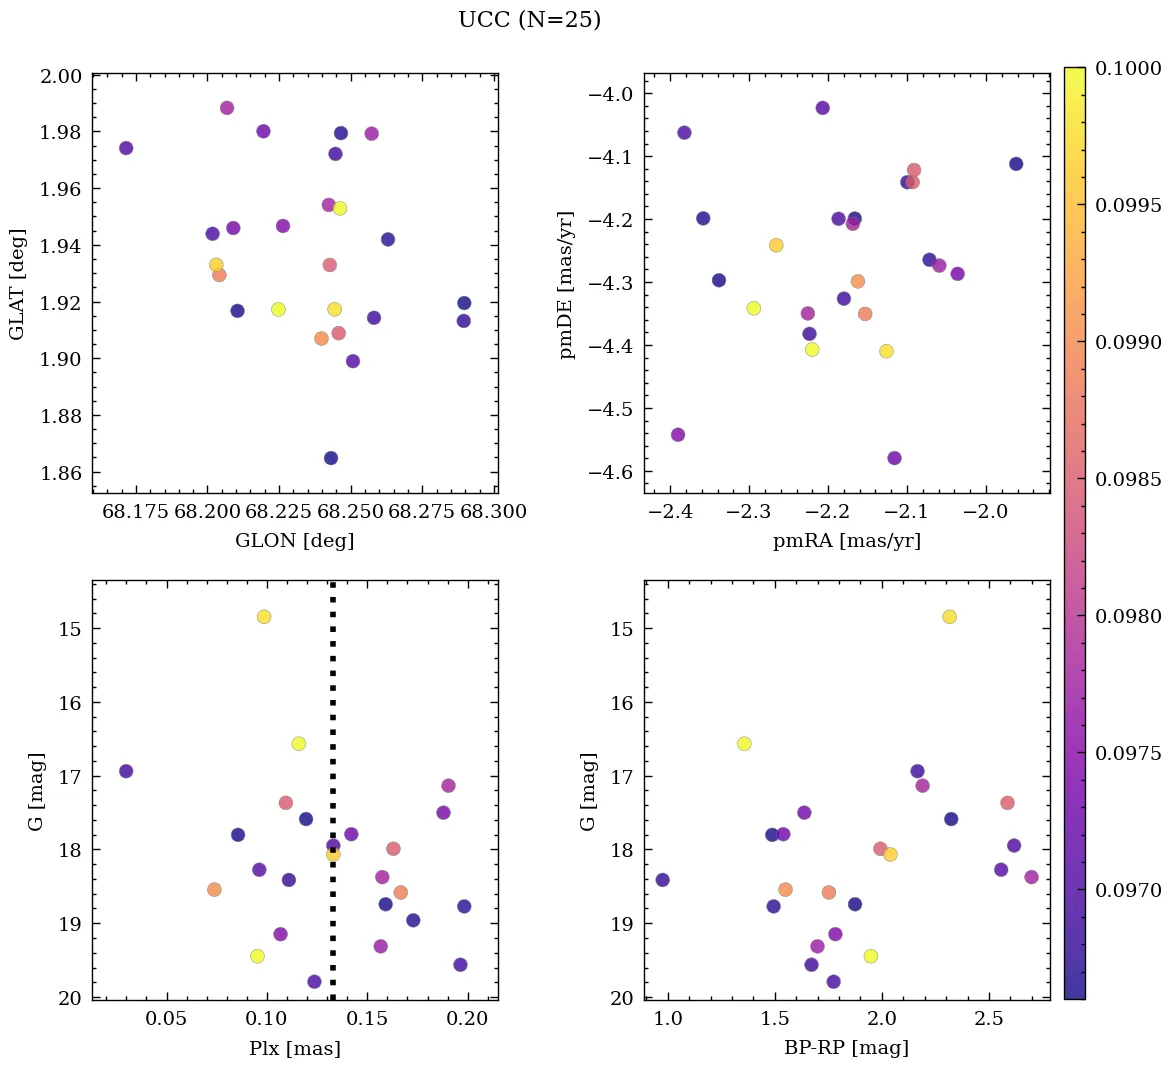 UCC (N=25)
2.00
1.98
1.96
1.94
1.92
1.90
1.88
1.86
GLAT [deg]
68.175 68.200 68.225 68.250 68.275 68.300
GLON [deg]
−4.0
−4.1
−4.2
−4.3
−4.4
−4.5
−4.6
pmDE [mas/yr]
−2.4 −2.3 −2.2 −2.1 −2.0
pmRA [mas/yr]
15
16
17
18
19
20
G [mag]
0.05 0.10 0.15 0.20
Plx [mas]
15
16
17
18
19
20
G [mag]
1.0 1.5 2.0 2.5
BP-RP [mag]
0.1000
0.0995
0.0990
0.0985
0.0980
0.0975
0.0970